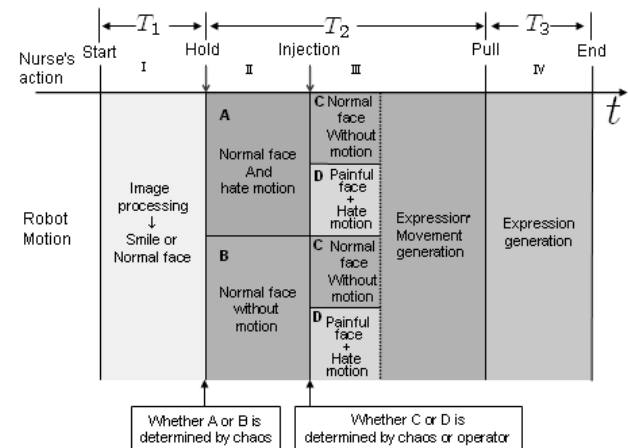 T1
T2
T3
Nurse's
action
Start
Hold
Injection
Pull
End
I
II
III
IV
t
Robot
Motion
Image
processing
↓
Smile or
Normal face
A
Normal face
And
hate motion
B
Normal face
without
motion
C Normal
face
Without
motion
D Painful
face
+
Hate
motion
C Normal
face
Without
motion
D Painful
face
+
Hate
motion
Expression
Movement
generation
Expression
generation
Whether A or B is
determined by chaos
Whether C or D is
determined by chaos or operator